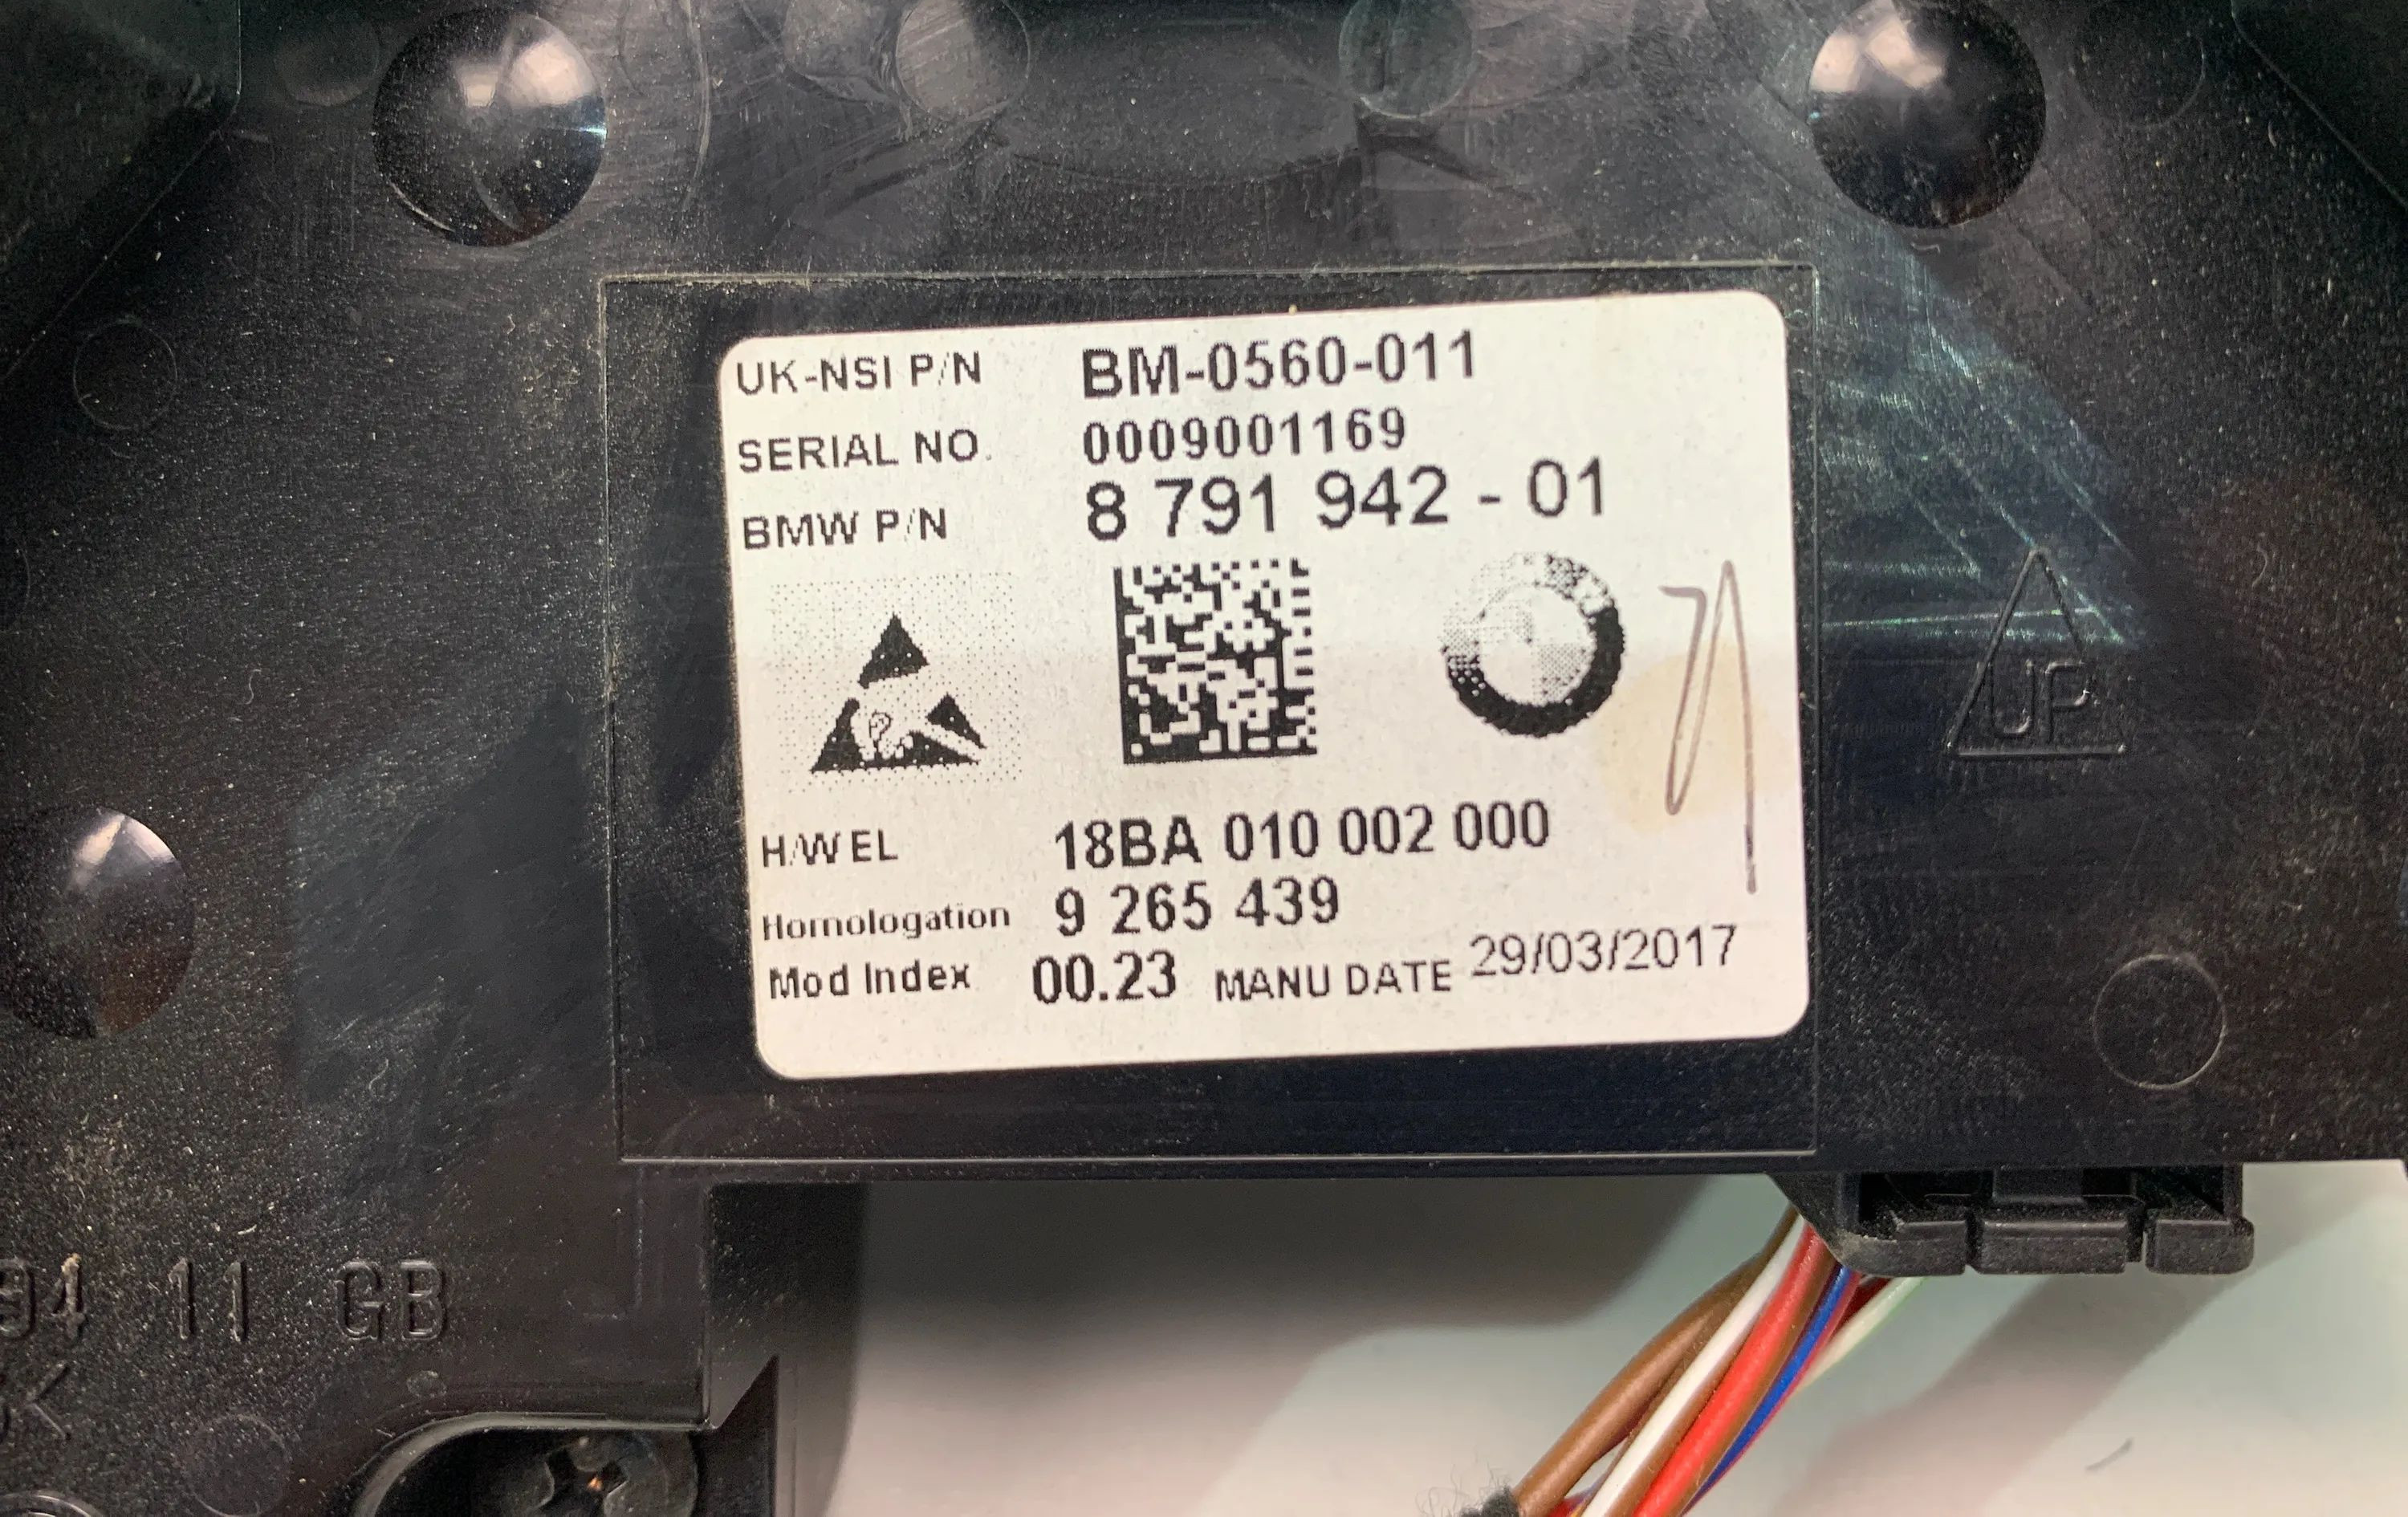 UK-NSI P/N BM-0560-011
SERIAL NO. 0009001169
BMW P/N 8 791 942 - 01
H/W EL 18BA 010 002 000
Homologation 9 265 439
Mod Index 00.23 MANU DATE 29/03/2017
UP
94 11 GB